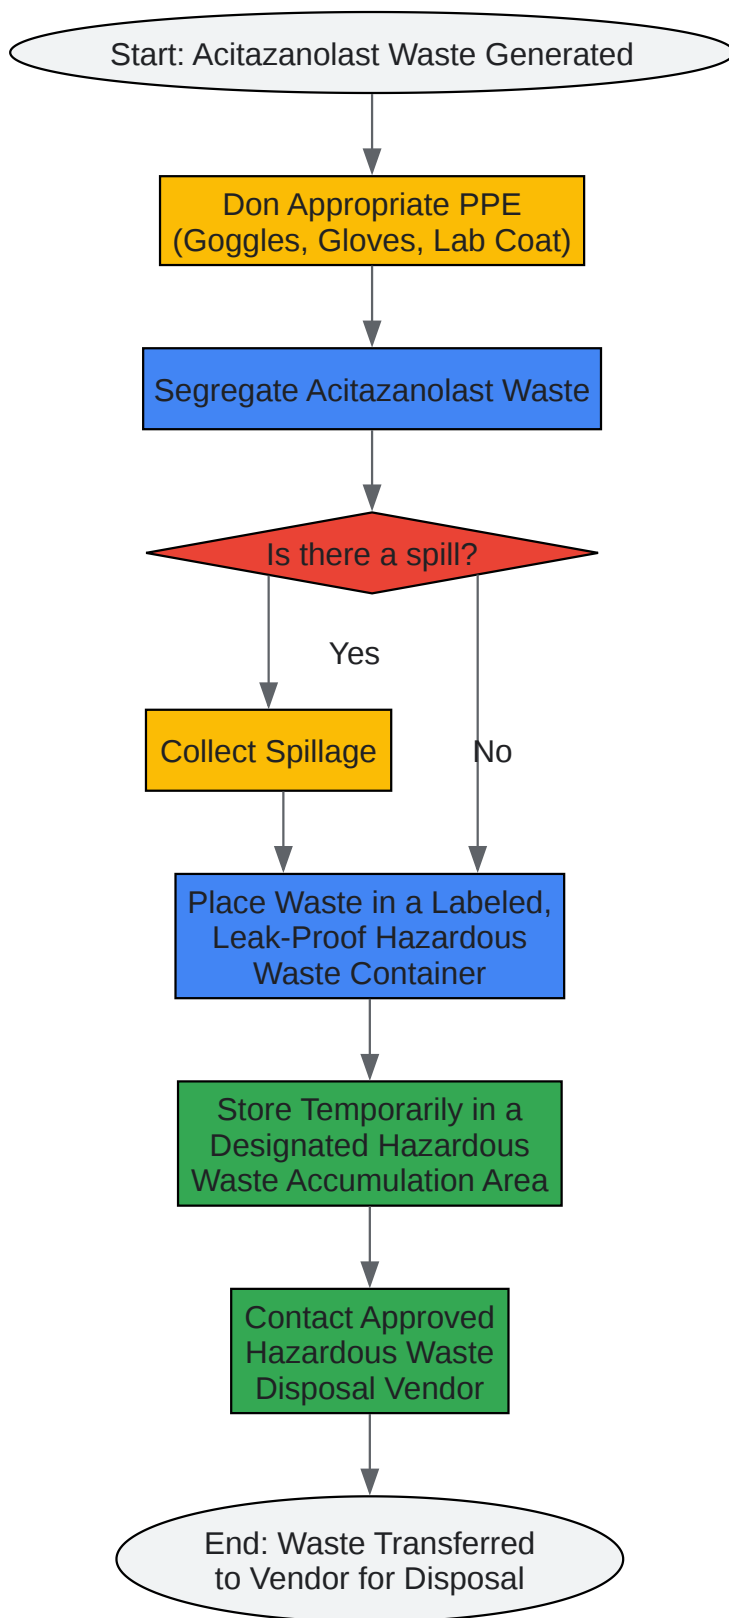 Start: Acitazanolast Waste Generated
Don Appropriate PPE
(Goggles, Gloves, Lab Coat)
Segregate Acitazanolast Waste
Is there a spill?
Yes
Collect Spillage
No
Place Waste in a Labeled,
Leak-Proof Hazardous
Waste Container
Store Temporarily in a
Designated Hazardous
Waste Accumulation Area
Contact Approved
Hazardous Waste
Disposal Vendor
End: Waste Transferred
to Vendor for Disposal